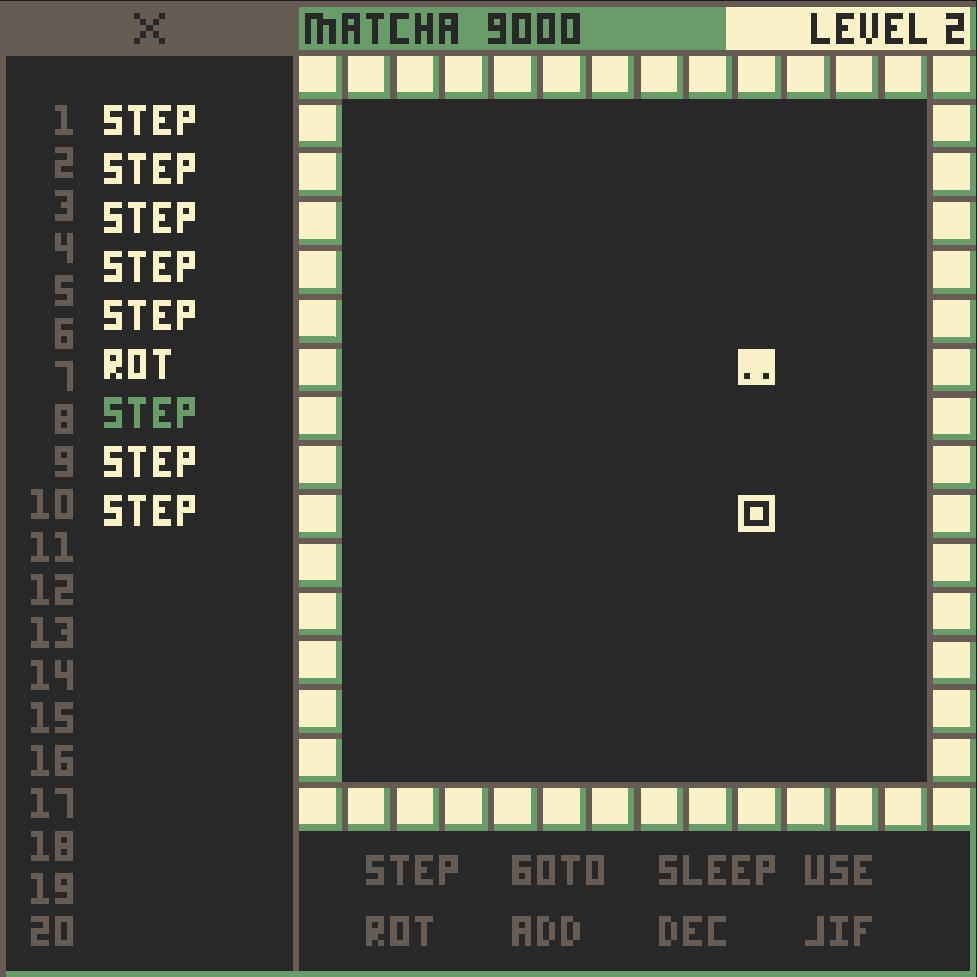 X
MATCHA 9000 LEVEL 2
1 STEP
2 STEP
3 STEP
4 STEP
5 STEP
6 ROT
7 STEP
8 STEP
9 STEP
10
11
12
13
14
15
16
17
18
19
20
STEP GOTO SLEEP USE
ROT ADD DEC JIF